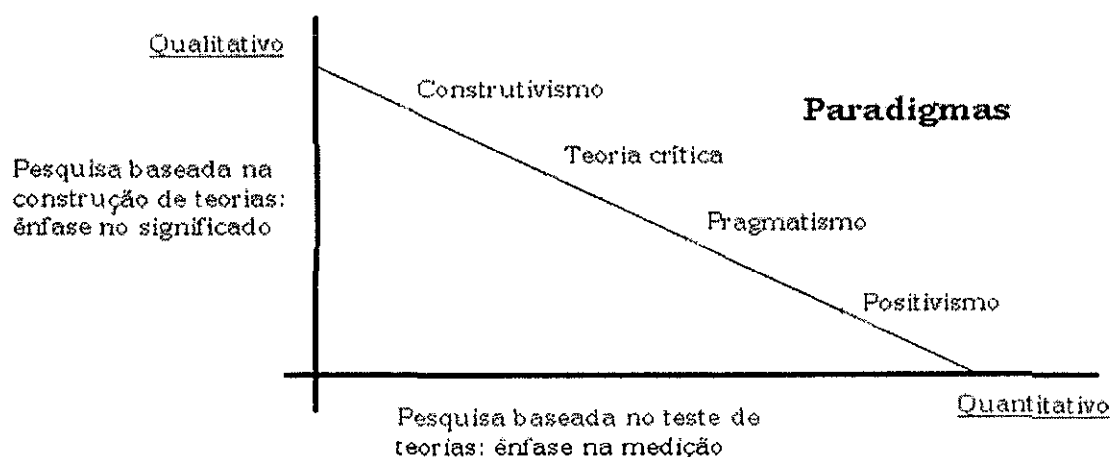 Qualitativo
Construtivismo
Paradigmas
Teoria crítica
Pesquisa baseada na
construção de teorias:
ênfase no significado
Pragmatismo
Positivismo
Quantitativo
Pesquisa baseada no teste de
teorias: ênfase na medição